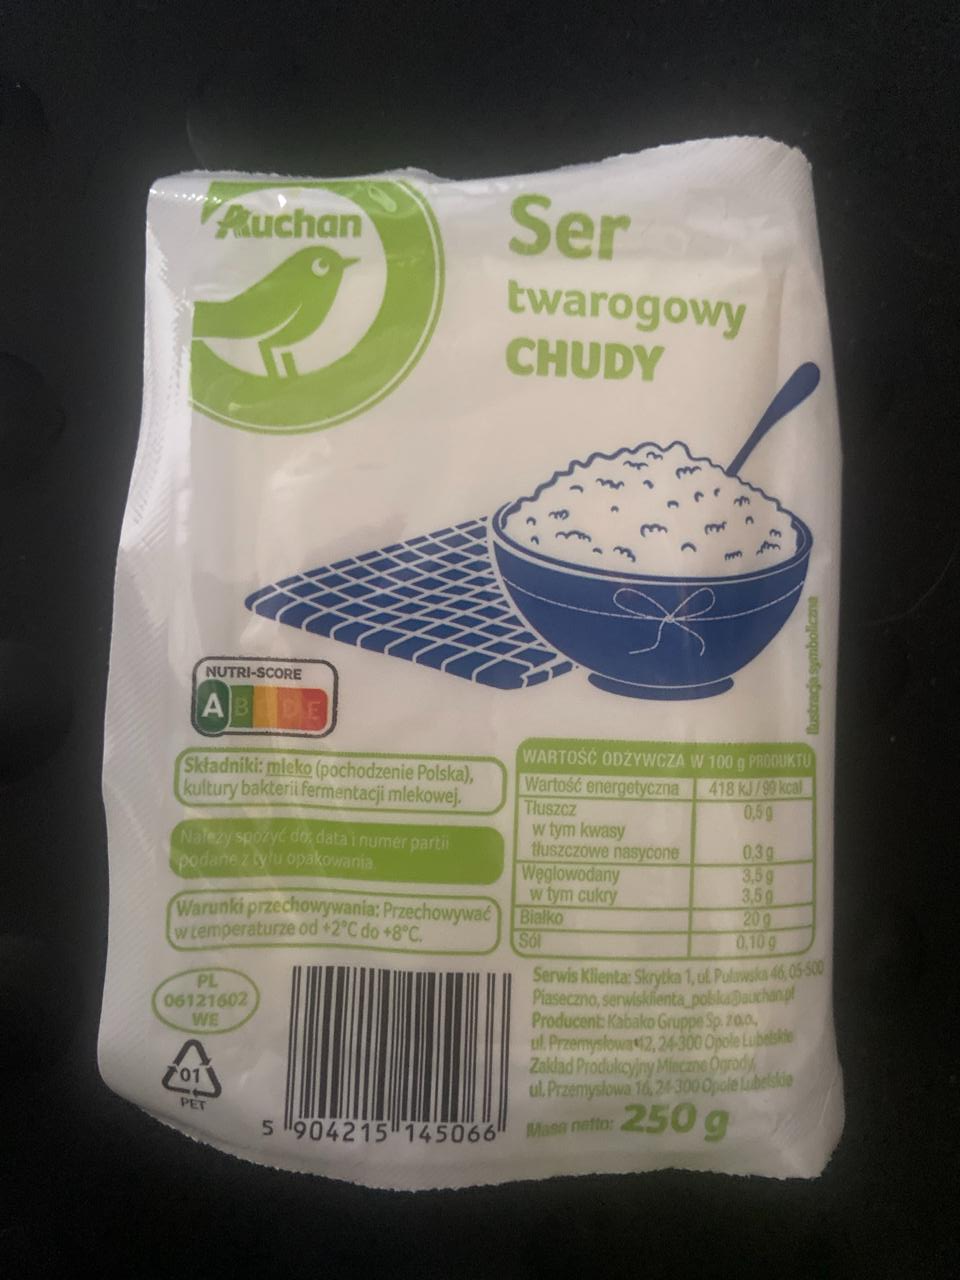 Auchan
Ser
twarogowy
CHUDY
Ilustracja symboliczna
NUTRI-SCORE
A B D E
Składniki: mleko (pochodzenie Polska),
kultury bakterii fermentacji mlekowej.
Należy spożyć do: data i numer partii
podane z tyłu opakowania.
Warunki przechowywania: Przechowywać
w temperaturze od +2°C do +8°C.
WARTOŚĆ ODŻYWCZA W 100 g PRODUKTU
Wartość energetyczna 418 kJ / 99 kcal
Tłuszcz 0,5 g
w tym kwasy
tłuszczowe nasycone 0,3 g
Węglowodany 3,5 g
w tym cukry 3,5 g
Białko 20 g
Sól 0,10 g
PL
06121602
WE
01
PET
5 904215 145066
Serwis Klienta: Skrytka 1, ul. Puławska 46, 05-500
Piaseczno, serwisklienta_polska@auchan.pl
Producent: Kabako Gruppe Sp. z o.o.,
ul. Przemysłowa 12, 24-300 Opole Lubelskie
Zakład Produkcyjny Mleczne Ogrody,
ul. Przemysłowa 16, 24-300 Opole Lubelskie
Masa netto: 250 g